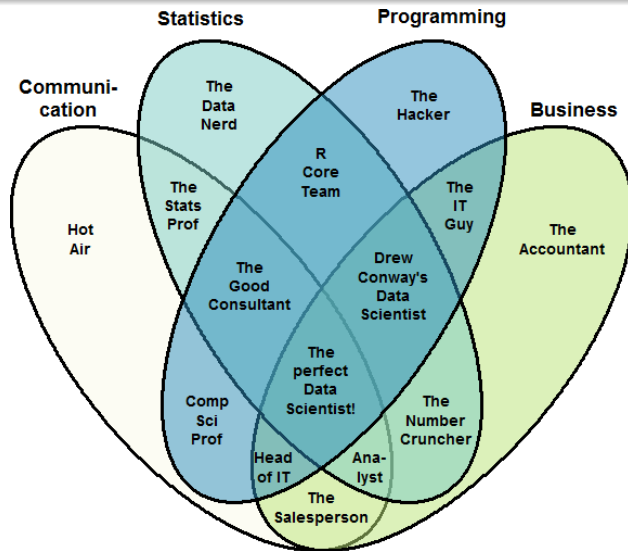 Statistics
Programming
Communi-
cation
Business
The
Data
Nerd
The
Hacker
R
Core
Team
The
Stats
Prof
The
IT
Guy
Hot
Air
The
Accountant
The
Good
Consultant
Drew
Conway's
Data
Scientist
The
perfect
Data
Scientist!
Comp
Sci
Prof
The
Number
Cruncher
Head
of IT
Ana-
lyst
The
Salesperson